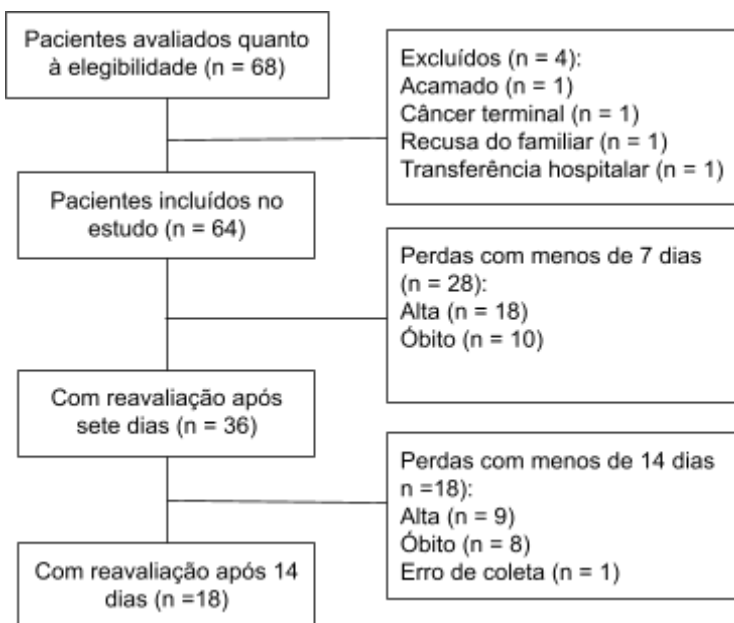 Pacientes avaliados quanto
à elegibilidade (n = 68)
Excluídos (n = 4):
Acamado (n = 1)
Câncer terminal (n = 1)
Recusa do familiar (n = 1)
Transferência hospitalar (n = 1)
Pacientes incluídos no
estudo (n = 64)
Perdas com menos de 7 dias
(n = 28):
Alta (n = 18)
Óbito (n = 10)
Com reavaliação após
sete dias (n = 36)
Perdas com menos de 14 dias
n =18):
Alta (n = 9)
Óbito (n = 8)
Erro de coleta (n = 1)
Com reavaliação após 14
dias (n =18)